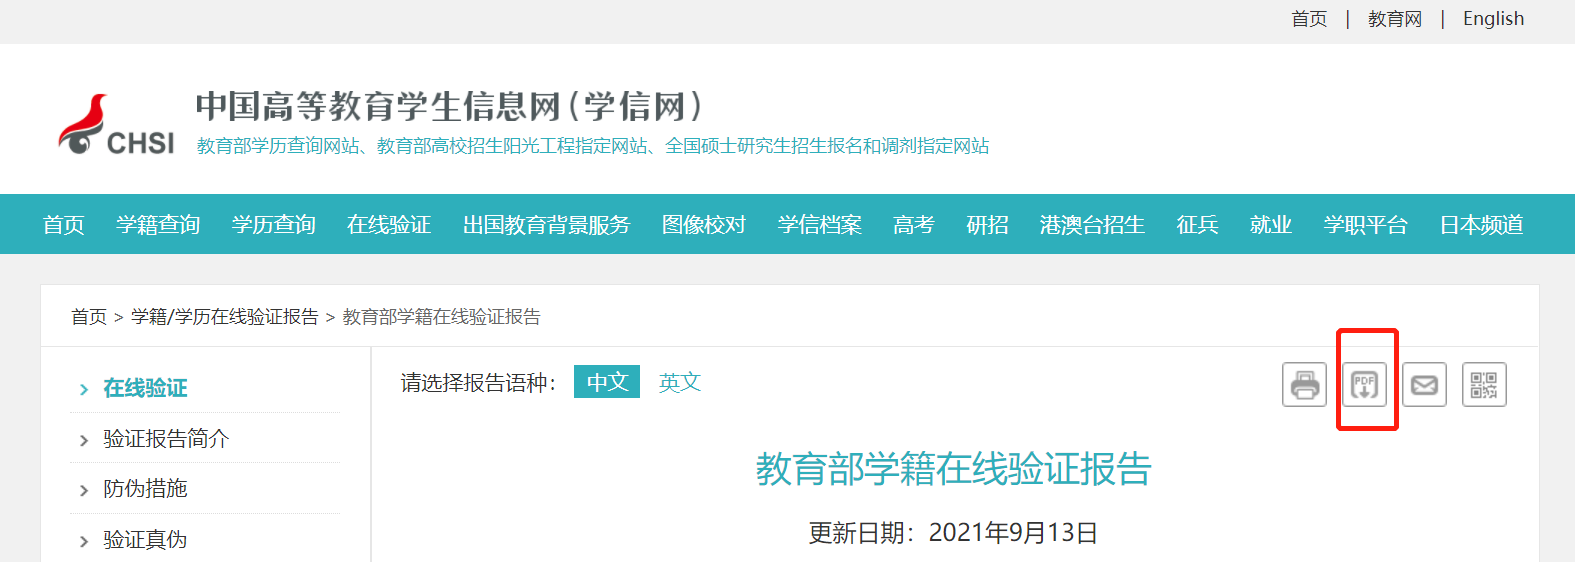 首页 | 教育网 | English
中国高等教育学生信息网(学信网)
CHSI
教育部学历查询网站、教育部高校招生阳光工程指定网站、全国硕士研究生招生报名和调剂指定网站
首页 学籍查询 学历查询 在线验证 出国教育背景服务 图像校对 学信档案 高考 研招 港澳台招生 征兵 就业 学职平台 日本频道
首页 > 学籍/学历在线验证报告 > 教育部学籍在线验证报告
请选择报告语种： 中文 英文
PDF
> 在线验证
> 验证报告简介
> 防伪措施
> 验证真伪
教育部学籍在线验证报告
更新日期：2021年9月13日